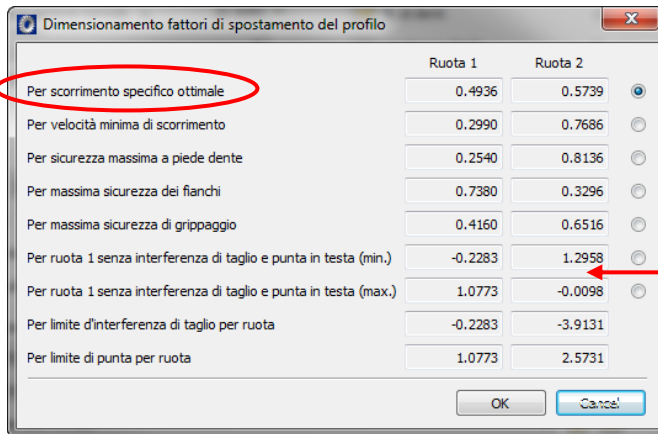 Dimensionamento fattori di spostamento del profilo
Ruota 1 Ruota 2
Per scorrimento specifico ottimale 0.4936 0.5739
Per velocità minima di scorrimento 0.2990 0.7686
Per sicurezza massima a piede dente 0.2540 0.8136
Per massima sicurezza dei fianchi 0.7380 0.3296
Per massima sicurezza di grippaggio 0.4160 0.6516
Per ruota 1 senza interferenza di taglio e punta in testa (min.) -0.2283 1.2958
Per ruota 1 senza interferenza di taglio e punta in testa (max.) 1.0773 -0.0098
Per limite d'interferenza di taglio per ruota -0.2283 -3.9131
Per limite di punta per ruota 1.0773 2.5731
OK Cancel